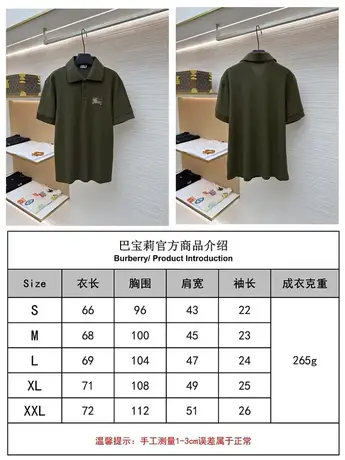 巴宝莉官方商品介绍
Burberry/ Product Introduction
Size 衣长 胸围 肩宽 袖长 成衣克重
S 66 96 43 22
M 68 100 45 23
L 69 104 47 24 265g
XL 71 108 49 25
XXL 72 112 51 26
温馨提示：手工测量1-3cm误差属于正常